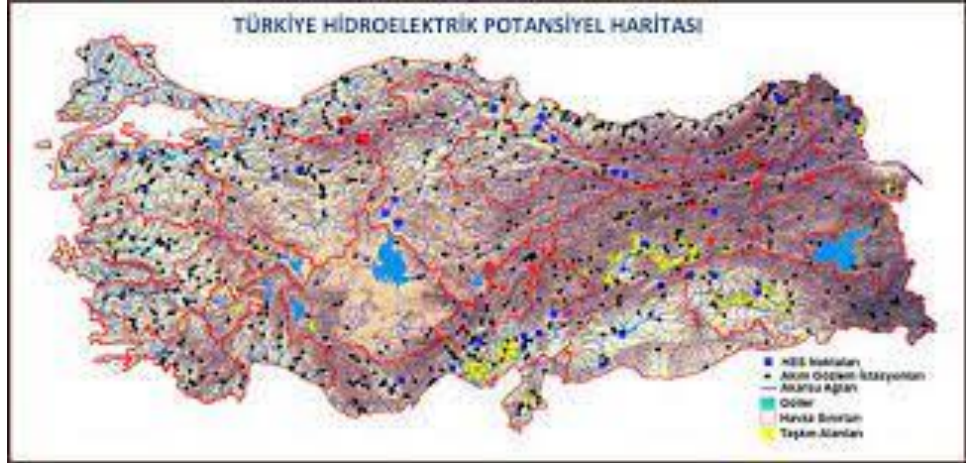 TÜRKİYE HİDROELEKTRİK POTANSİYEL HARİTASI
HES Noktaları
Akım Gözlem İstasyonları
Akarsu Ağları
Göller
Havza Sınırları
Taşkın Alanları